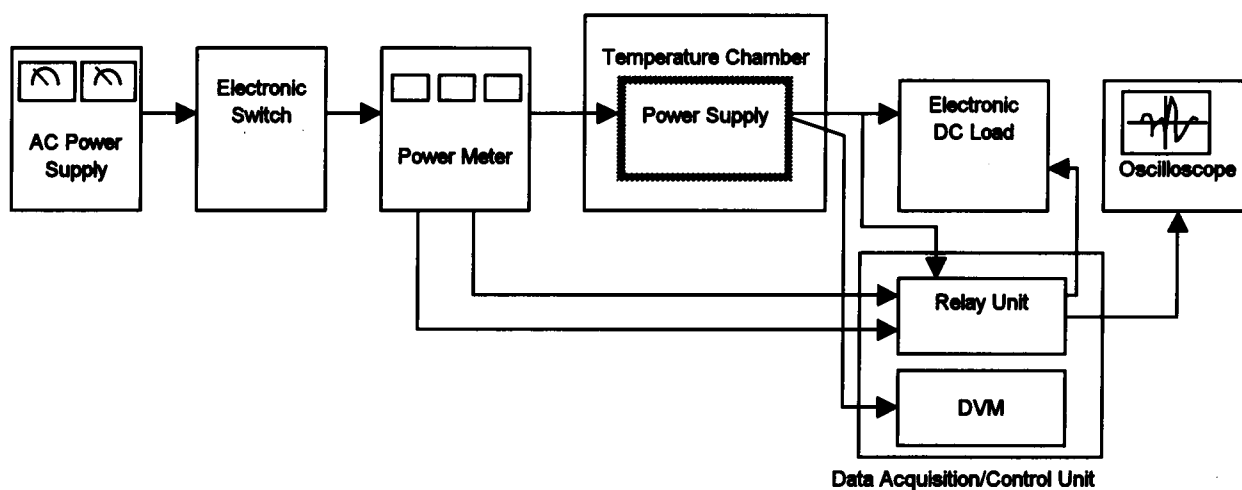 AC Power
Supply
Electronic
Switch
Power Meter
Temperature Chamber
Power Supply
Electronic
DC Load
Oscilloscope
Relay Unit
DVM
Data Acquisition/Control Unit